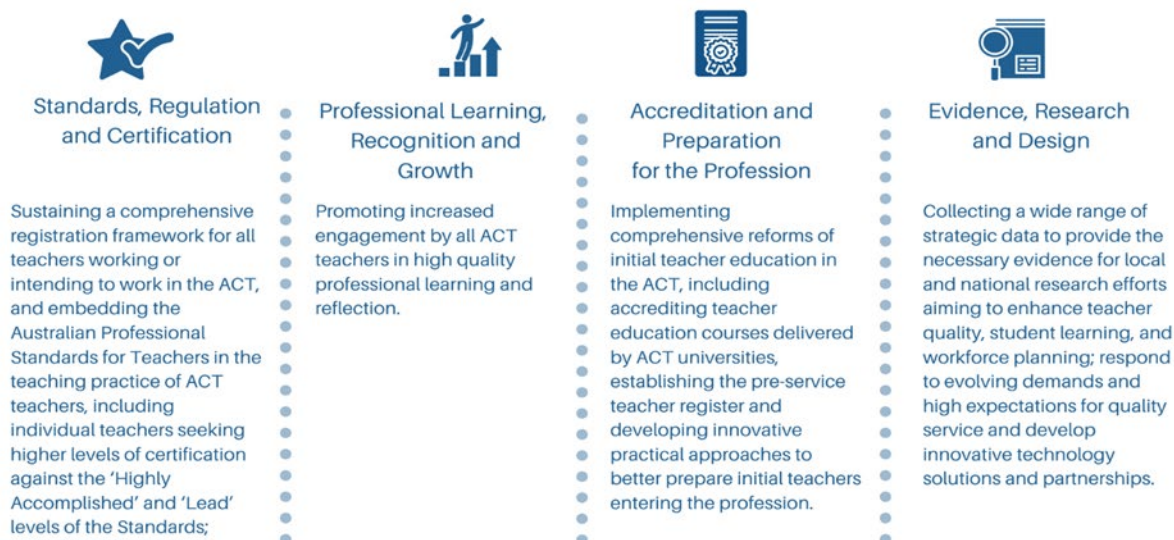 Standards, Regulation
and Certification
Sustaining a comprehensive
registration framework for all
teachers working or
intending to work in the ACT,
and embedding the
Australian Professional
Standards for Teachers in the
teaching practice of ACT
teachers, including
individual teachers seeking
higher levels of certification
against the ‘Highly
Accomplished’ and ‘Lead’
levels of the Standards;
Professional Learning,
Recognition and
Growth
Promoting increased
engagement by all ACT
teachers in high quality
professional learning and
reflection.
Accreditation and
Preparation
for the Profession
Implementing
comprehensive reforms of
initial teacher education in
the ACT, including
accrediting teacher
education courses delivered
by ACT universities,
establishing the pre-service
teacher register and
developing innovative
practical approaches to
better prepare initial teachers
entering the profession.
Evidence, Research
and Design
Collecting a wide range of
strategic data to provide the
necessary evidence for local
and national research efforts
aiming to enhance teacher
quality, student learning, and
workforce planning; respond
to evolving demands and
high expectations for quality
service and develop
innovative technology
solutions and partnerships.